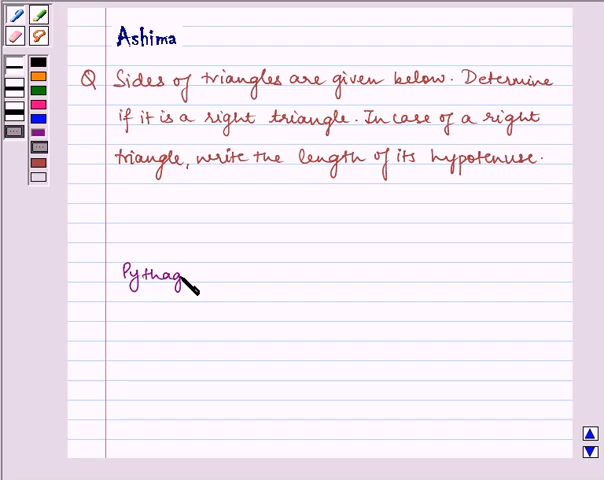 Ashima
Q Sides of triangles are given below. Determine
if it is a right triangle. In case of a right
triangle, write the length of its hypotenuse.
Pythag